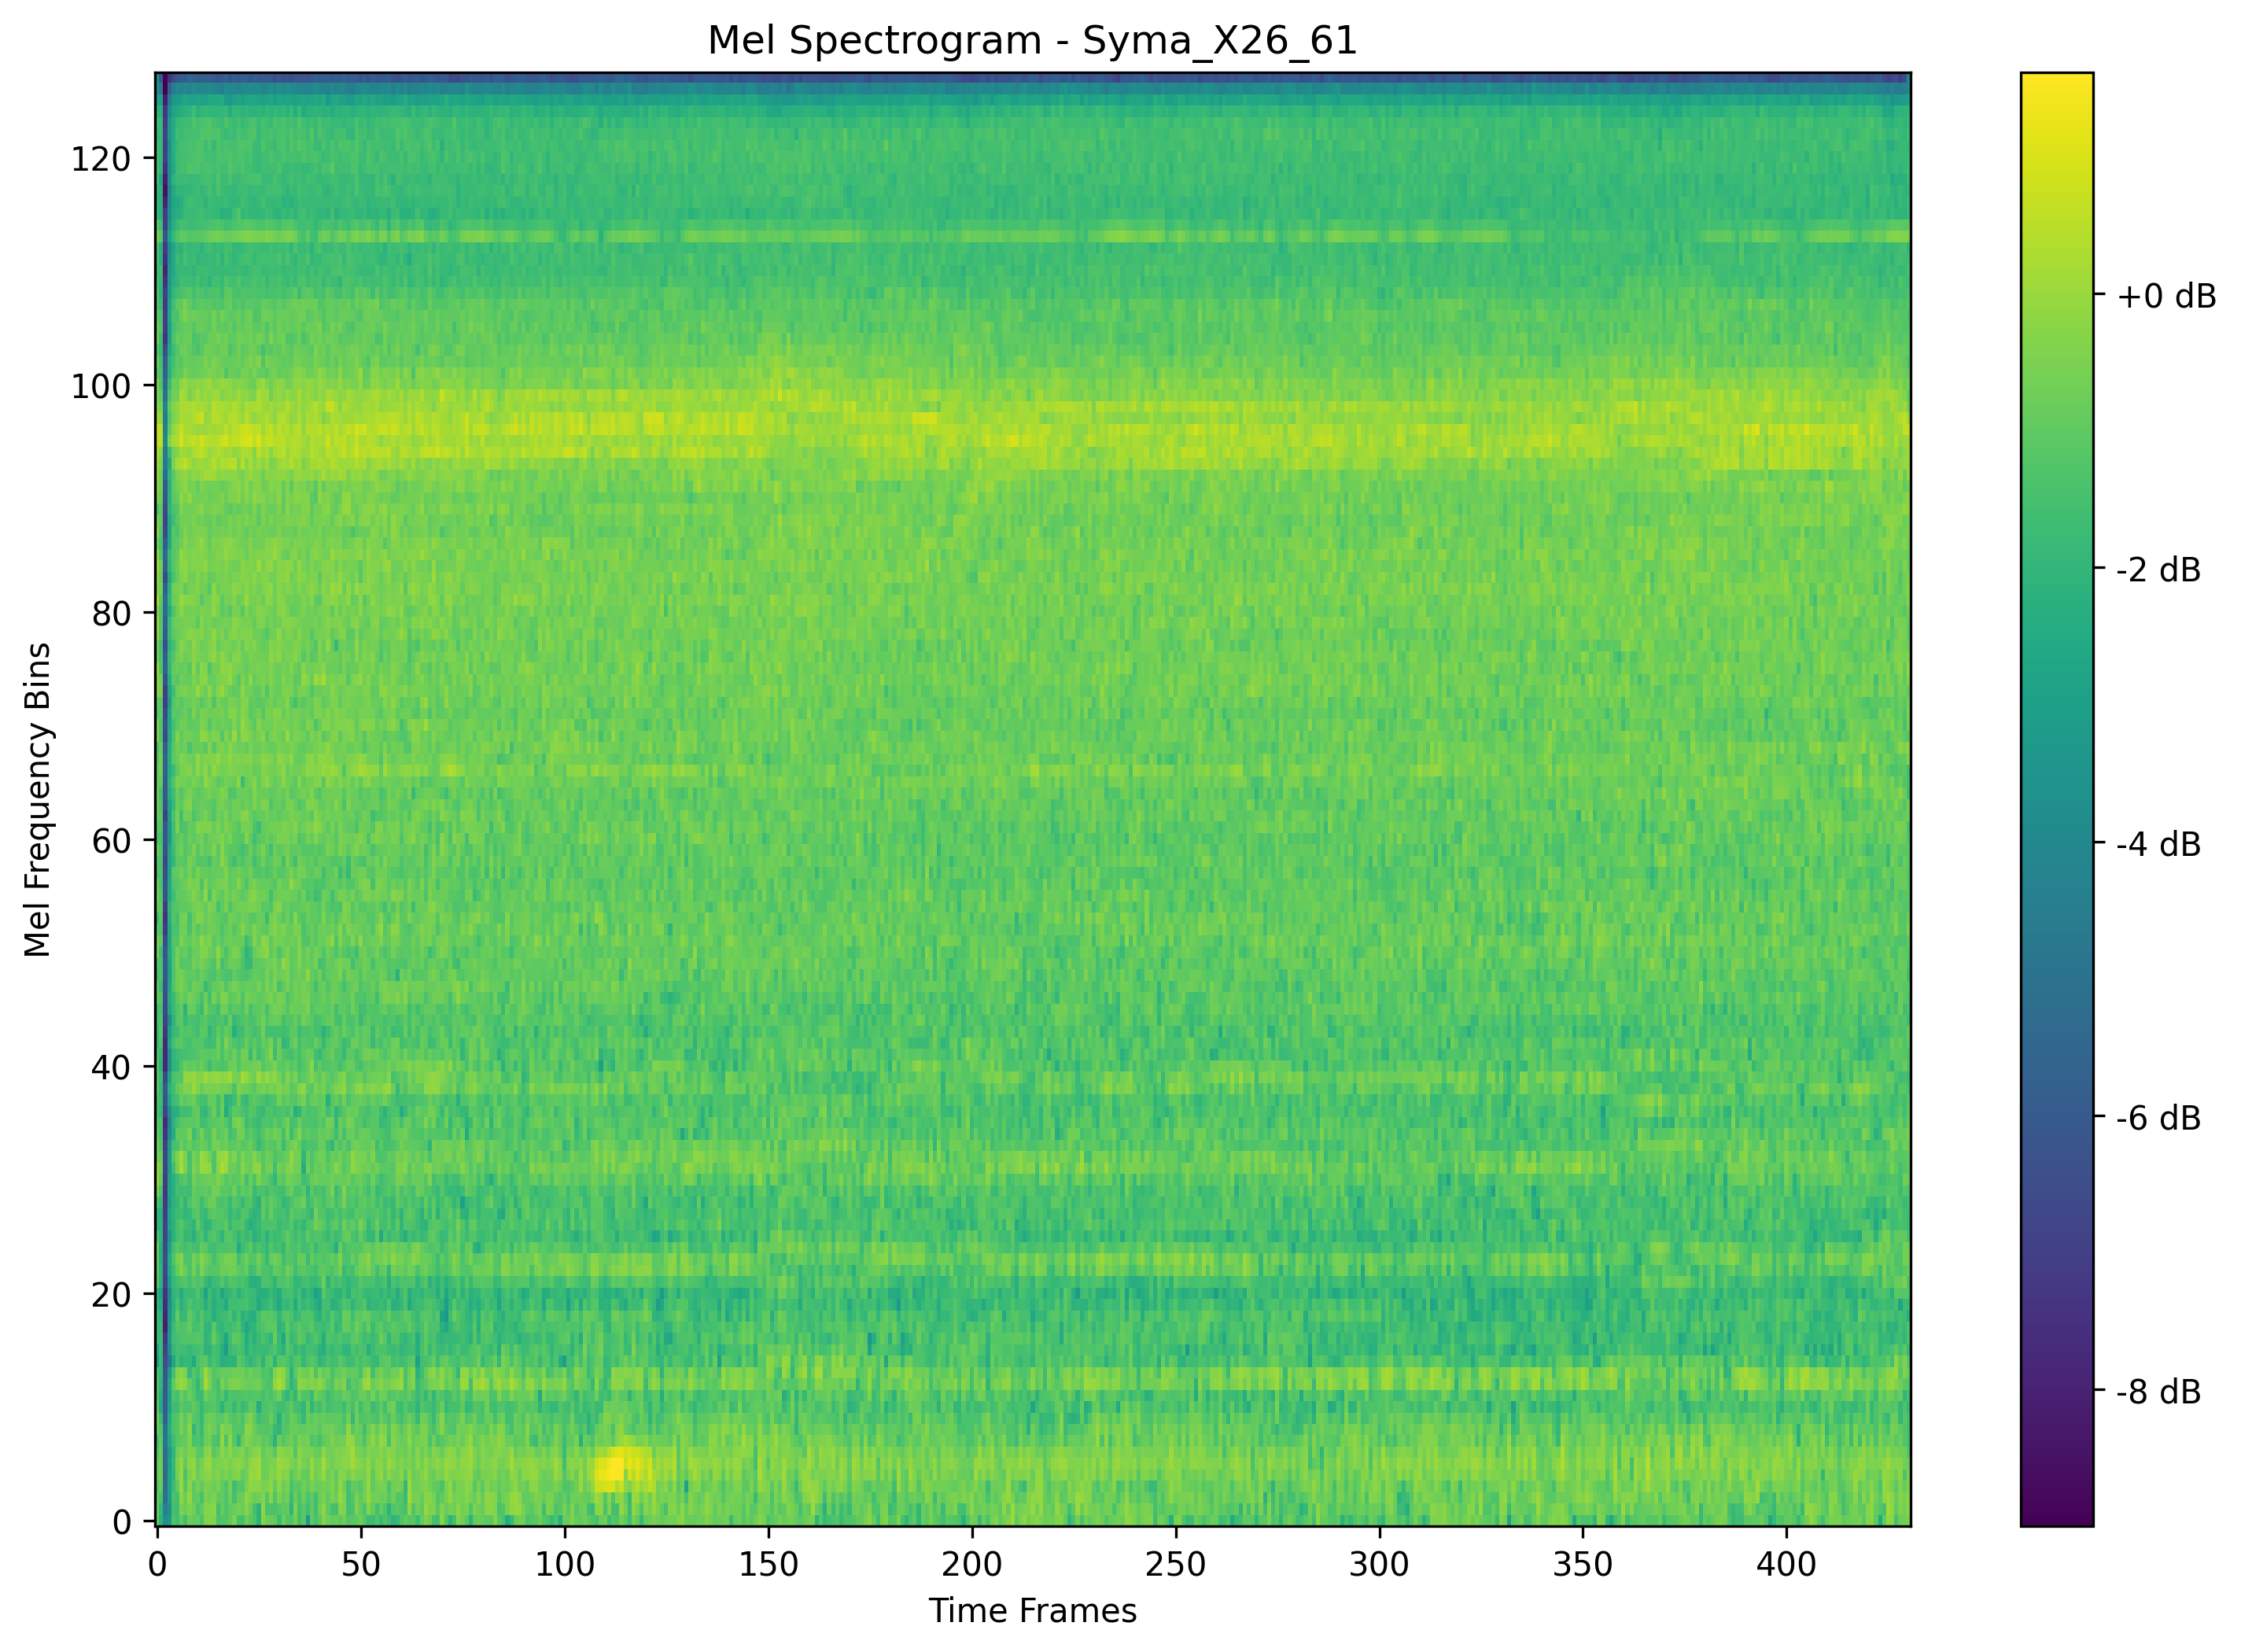 Mel Spectrogram - Syma_X26_61
Mel Frequency Bins
120
100
80
60
40
20
0
0 50 100 150 200 250 300 350 400
Time Frames
+0 dB
-2 dB
-4 dB
-6 dB
-8 dB